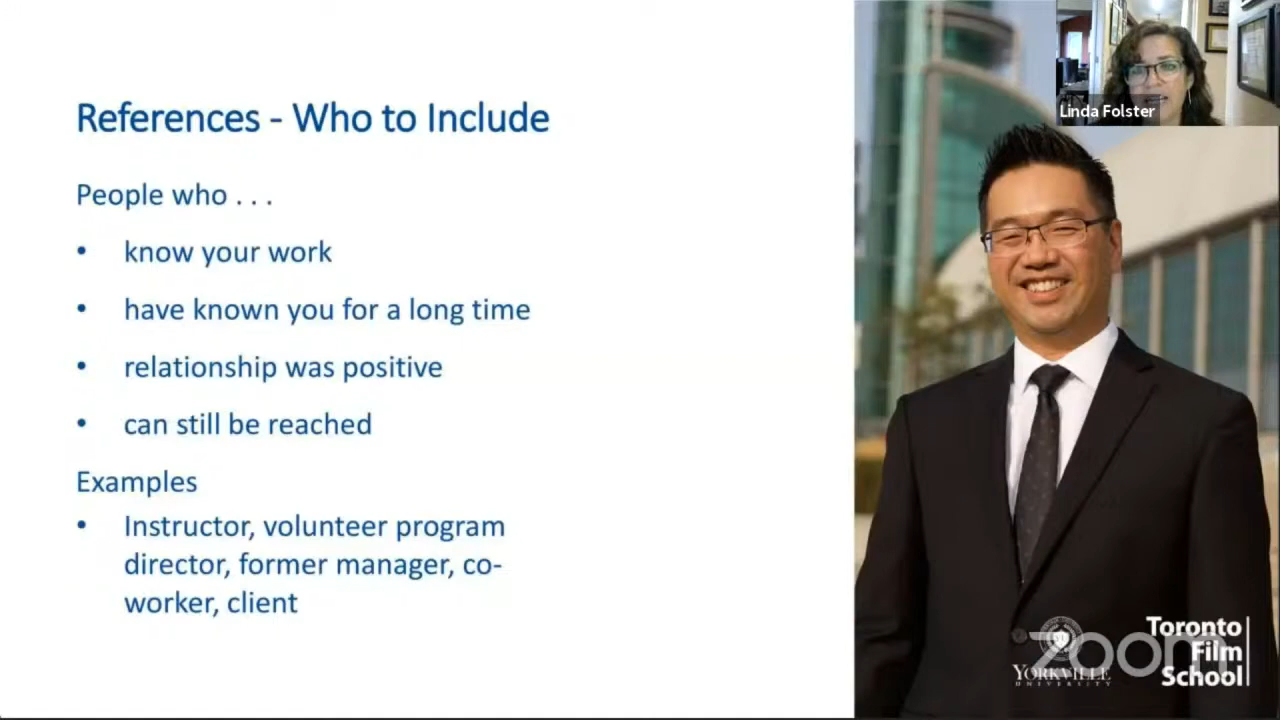 References - Who to Include
People who . . .
• know your work
• have known you for a long time
• relationship was positive
• can still be reached
Examples
• Instructor, volunteer program
director, former manager, co-
worker, client
Linda Folster
zoom
YORKVILLE
UNIVERSITY
Toronto
Film
School